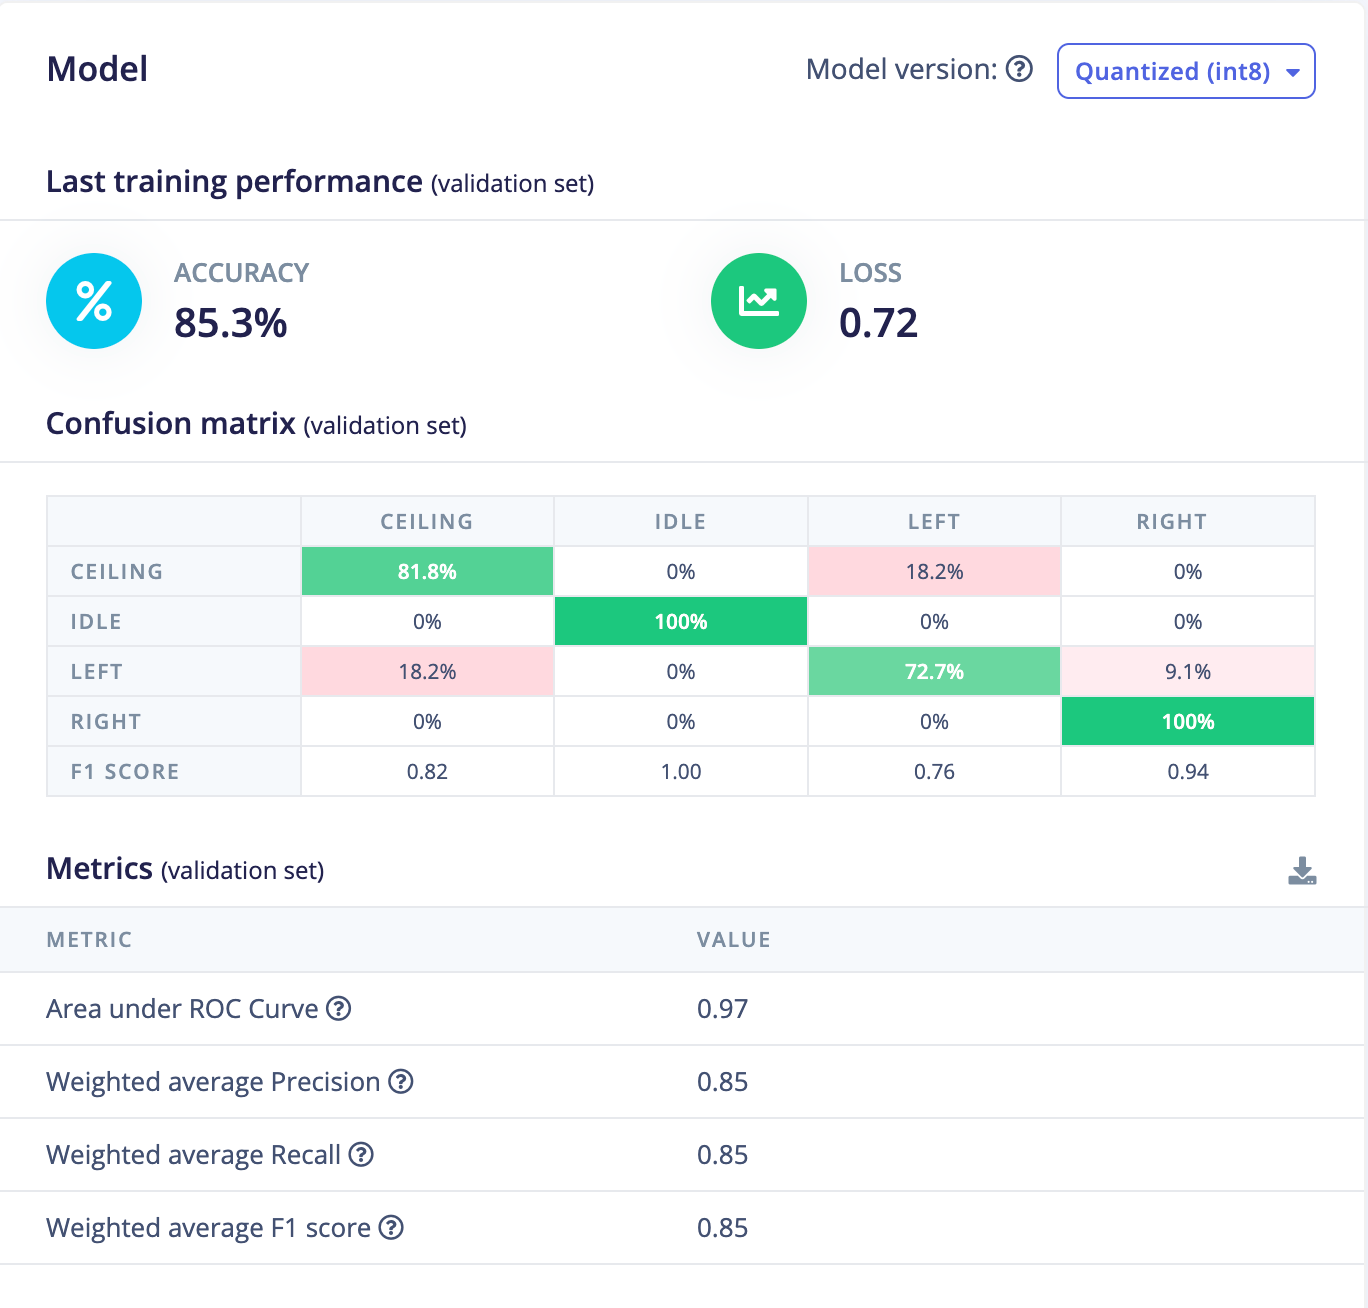 Model
Model version: Quantized (int8)
Last training performance (validation set)
ACCURACY
85.3%
LOSS
0.72
Confusion matrix (validation set)
CEILING IDLE LEFT RIGHT
CEILING 81.8% 0% 18.2% 0%
IDLE 0% 100% 0% 0%
LEFT 18.2% 0% 72.7% 9.1%
RIGHT 0% 0% 0% 100%
F1 SCORE 0.82 1.00 0.76 0.94
Metrics (validation set)
METRIC VALUE
Area under ROC Curve 0.97
Weighted average Precision 0.85
Weighted average Recall 0.85
Weighted average F1 score 0.85